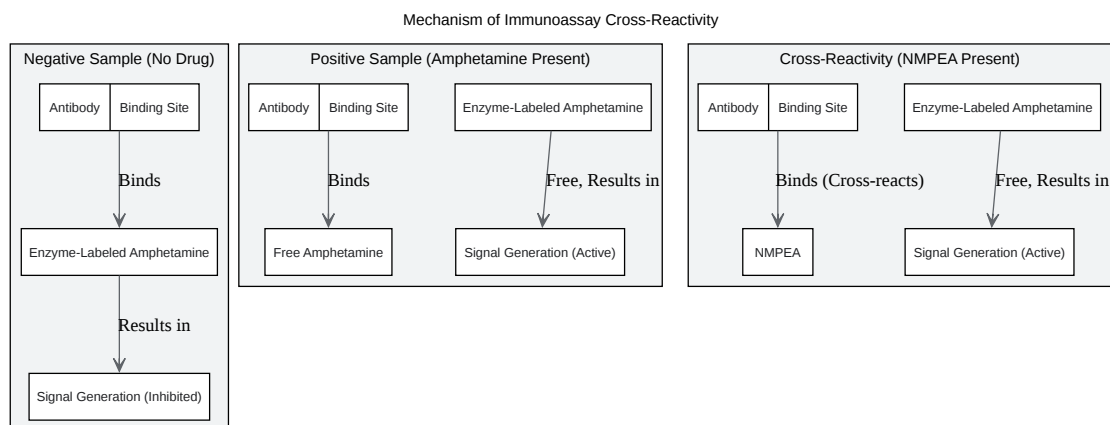 Mechanism of Immunoassay Cross-Reactivity
Negative Sample (No Drug)
Antibody
Binding Site
Binds
Enzyme-Labeled Amphetamine
Results in
Signal Generation (Inhibited)
Positive Sample (Amphetamine Present)
Antibody
Binding Site
Enzyme-Labeled Amphetamine
Binds
Free, Results in
Free Amphetamine
Signal Generation (Active)
Cross-Reactivity (NMPEA Present)
Antibody
Binding Site
Enzyme-Labeled Amphetamine
Binds (Cross-reacts)
Free, Results in
NMPEA
Signal Generation (Active)